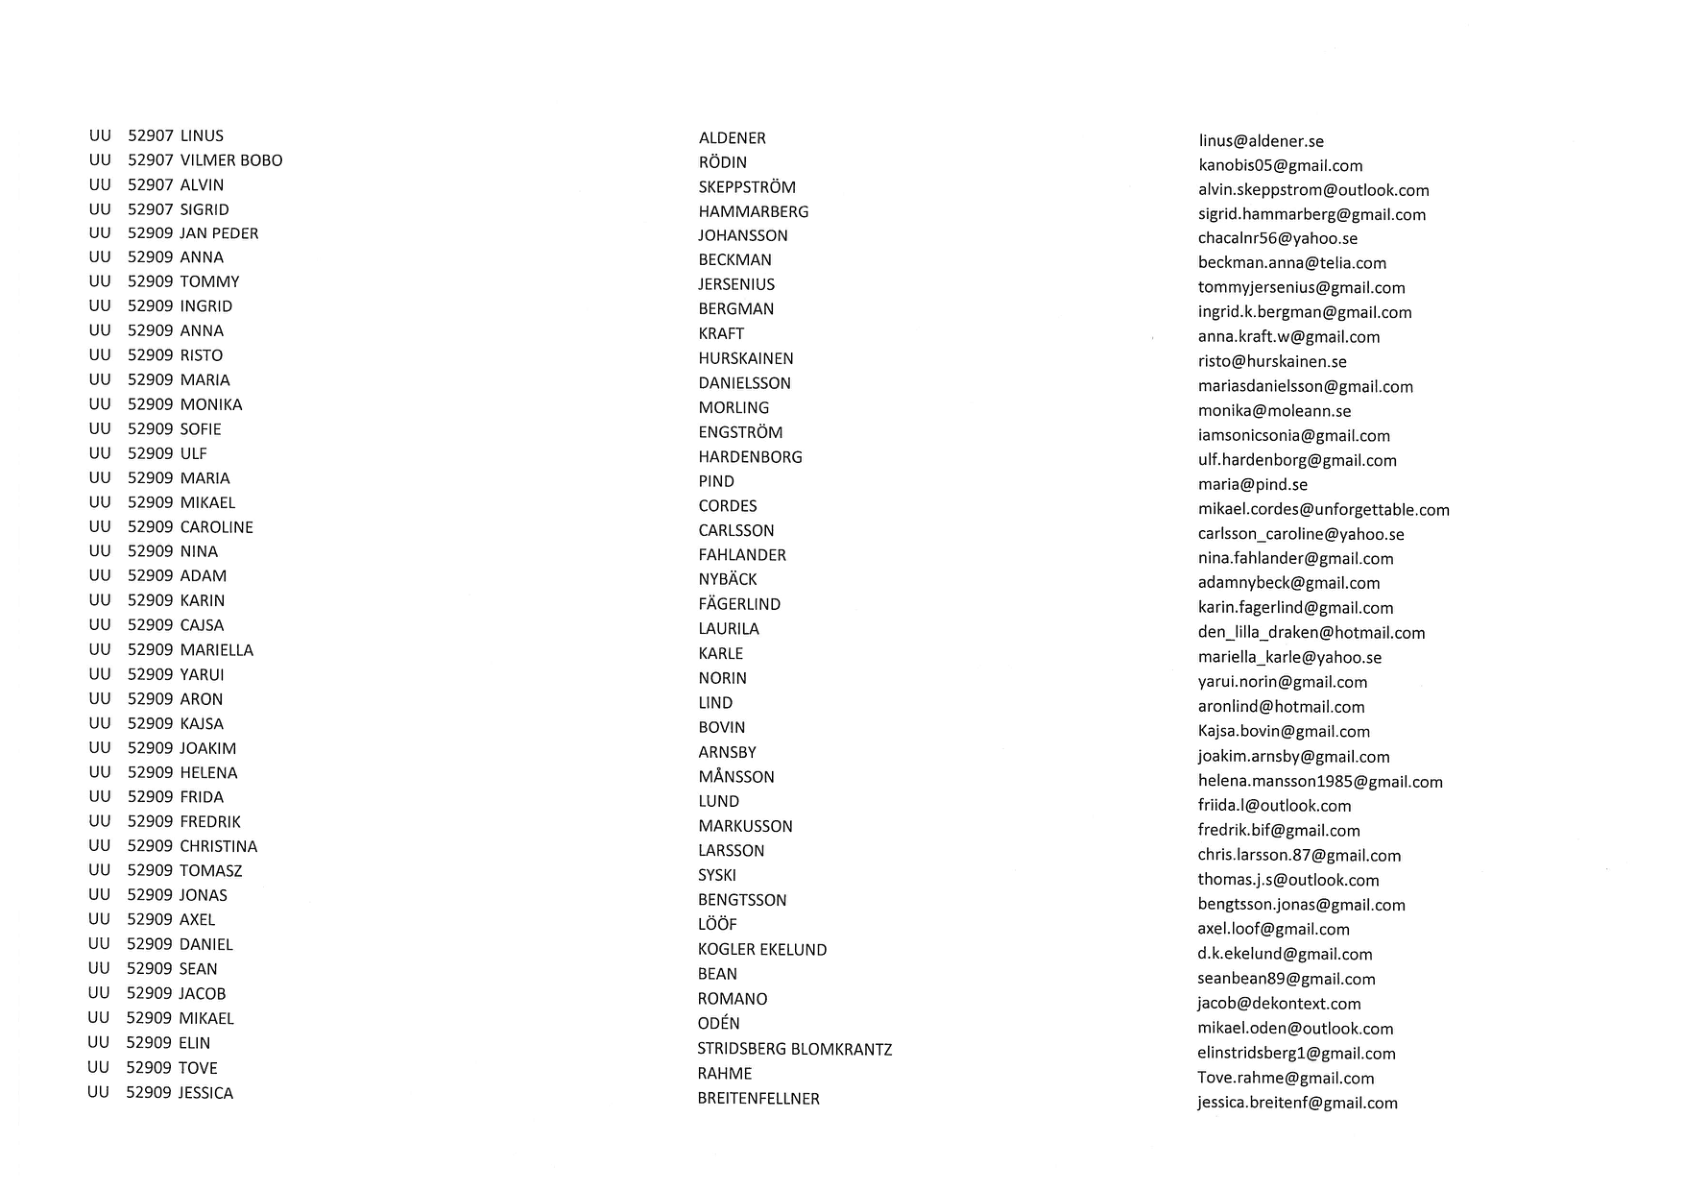 UU 52907 LINUS ALDENER linus@aldener.se
UU 52907 VILMER BOBO RÖDIN kanobis05@gmail.com
UU 52907 ALVIN SKEPPSTRÖM alvin.skeppstrom@outlook.com
UU 52907 SIGRID HAMMARBERG sigrid.hammarberg@gmail.com
UU 52909 JAN PEDER JOHANSSON chacalnr56@yahoo.se
UU 52909 ANNA BECKMAN beckman.anna@telia.com
UU 52909 TOMMY JERSENIUS tommyjersenius@gmail.com
UU 52909 INGRID BERGMAN ingrid.k.bergman@gmail.com
UU 52909 ANNA KRAFT anna.kraft.w@gmail.com
UU 52909 RISTO HURSKAINEN risto@hurskainen.se
UU 52909 MARIA DANIELSSON mariasdanielsson@gmail.com
UU 52909 MONIKA MORLING monika@moleann.se
UU 52909 SOFIE ENGSTRÖM iamsonicsonia@gmail.com
UU 52909 ULF HARDENBORG ulf.hardenborg@gmail.com
UU 52909 MARIA PIND maria@pind.se
UU 52909 MIKAEL CORDES mikael.cordes@unforgettable.com
UU 52909 CAROLINE CARLSSON carlsson_caroline@yahoo.se
UU 52909 NINA FAHLANDER nina.fahlander@gmail.com
UU 52909 ADAM NYBÄCK adamnybeck@gmail.com
UU 52909 KARIN FÄGERLIND karin.fagerlind@gmail.com
UU 52909 CAJSA LAURILA den_lilla_draken@hotmail.com
UU 52909 MARIELLA KARLE mariella_karle@yahoo.se
UU 52909 YARUI NORIN yarui.norin@gmail.com
UU 52909 ARON LIND aronlind@hotmail.com
UU 52909 KAJSA BOVIN Kajsa.bovin@gmail.com
UU 52909 JOAKIM ARNSBY joakim.arnsby@gmail.com
UU 52909 HELENA MÅNSSON helena.mansson1985@gmail.com
UU 52909 FRIDA LUND friida.l@outlook.com
UU 52909 FREDRIK MARKUSSON fredrik.bif@gmail.com
UU 52909 CHRISTINA LARSSON chris.larsson.87@gmail.com
UU 52909 TOMASZ SYSKI thomas.j.s@outlook.com
UU 52909 JONAS BENGTSSON bengtsson.jonas@gmail.com
UU 52909 AXEL LÖÖF axel.loof@gmail.com
UU 52909 DANIEL KOGLER EKELUND d.k.ekelund@gmail.com
UU 52909 SEAN BEAN seanbean89@gmail.com
UU 52909 JACOB ROMANO jacob@dekontext.com
UU 52909 MIKAEL ODÉN mikael.oden@outlook.com
UU 52909 ELIN STRIDSBERG BLOMKRANTZ elinstridsberg1@gmail.com
UU 52909 TOVE RAHME Tove.rahme@gmail.com
UU 52909 JESSICA BREITENFELLNER jessica.breitenf@gmail.com